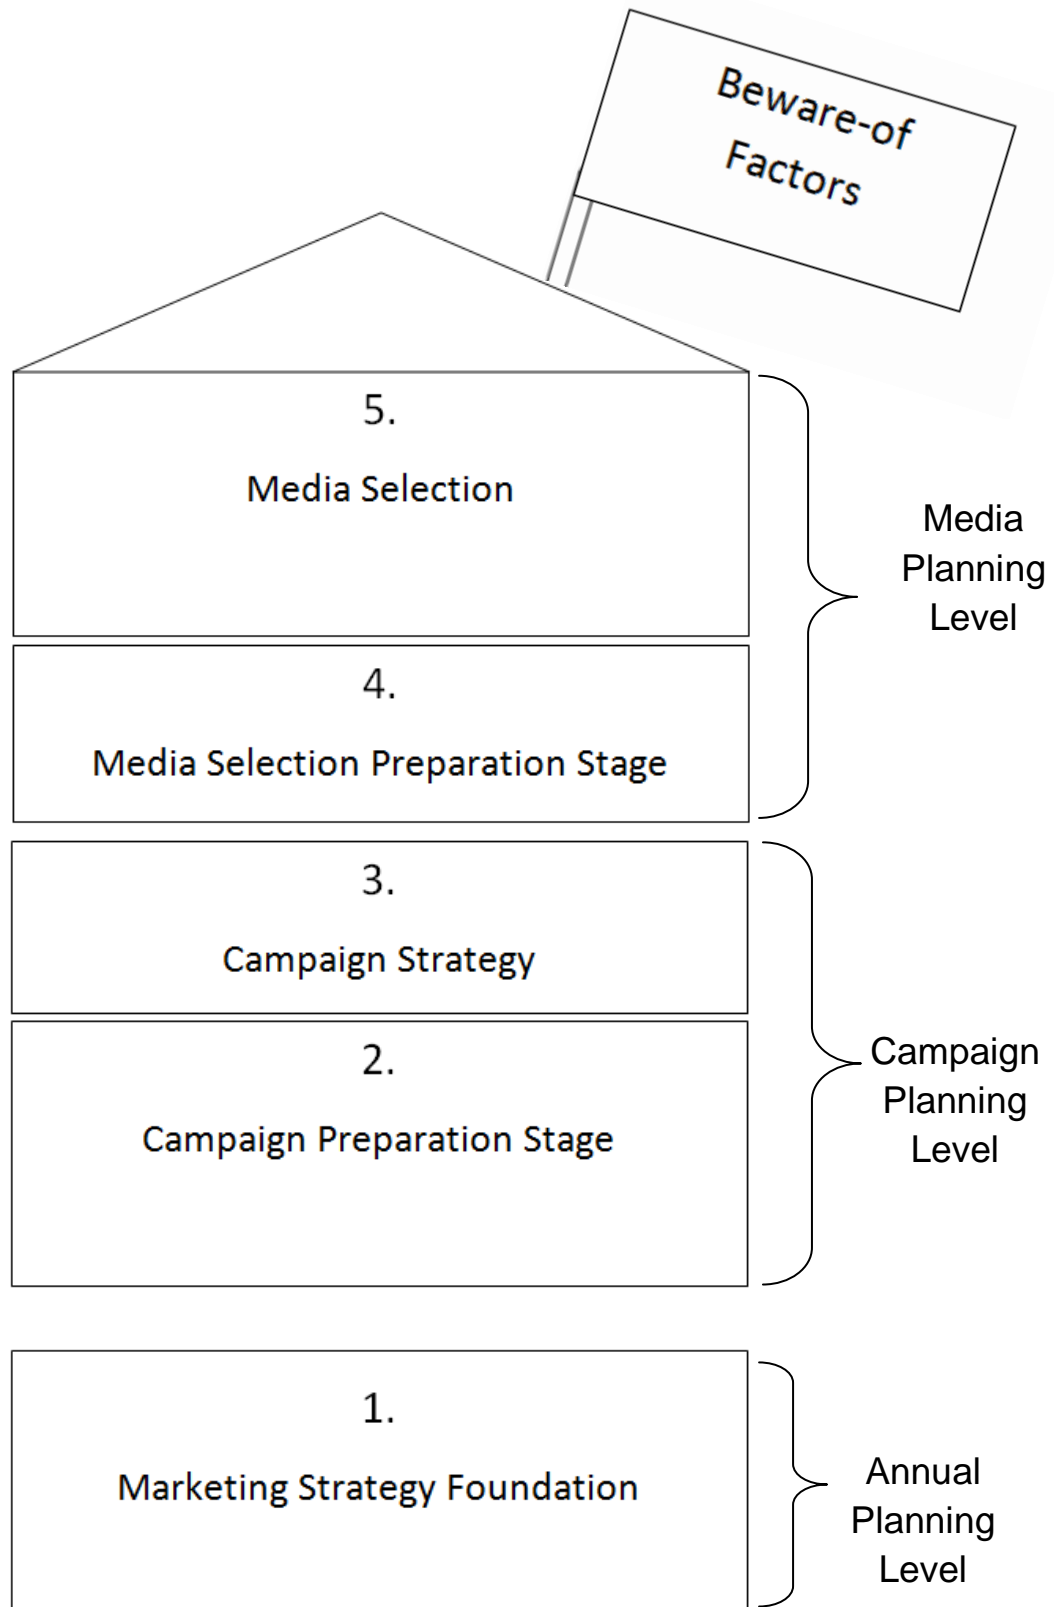 Beware-of
Factors
5.
Media Selection
Media
Planning
Level
4.
Media Selection Preparation Stage
3.
Campaign Strategy
2.
Campaign Preparation Stage
Campaign
Planning
Level
1.
Marketing Strategy Foundation
Annual
Planning
Level